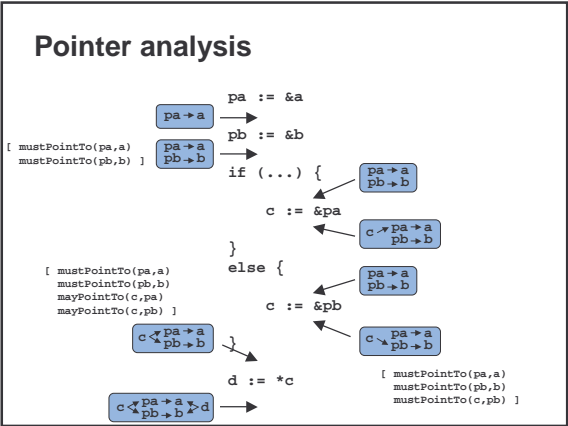 Pointer analysis
pa := &a
pa→a
pb := &b
[ mustPointTo(pa,a)
mustPointTo(pb,b) ]
pa→a
pb→b
if (...) {
pa→a
pb→b
c := &pa
c pa→a
pb→b
}
else {
[ mustPointTo(pa,a)
mustPointTo(pb,b)
mayPointTo(c,pa)
mayPointTo(c,pb) ]
pa→a
pb→b
c := &pb
c pa→a
pb→b
c pa→a
pb→b
}
d := *c
[ mustPointTo(pa,a)
mustPointTo(pb,b)
mustPointTo(c,pb) ]
c pa→a d
pb→b